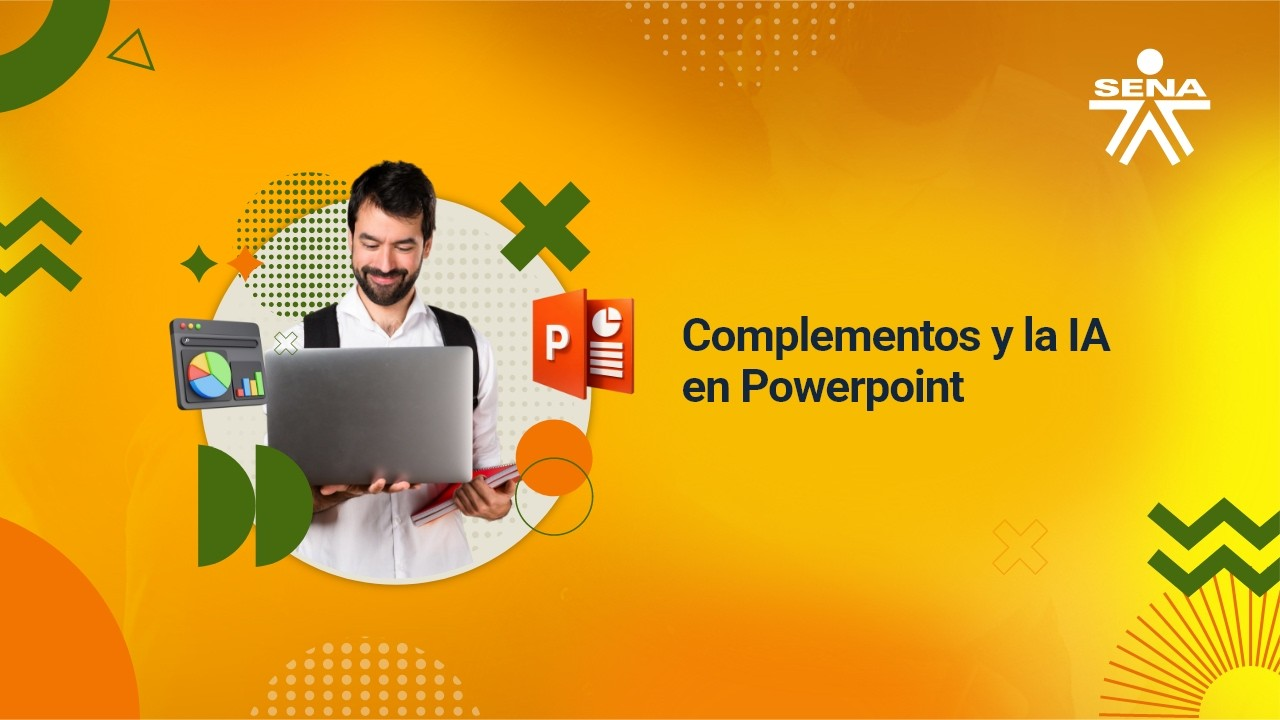 SENA
P
Complementos y la IA
en Powerpoint